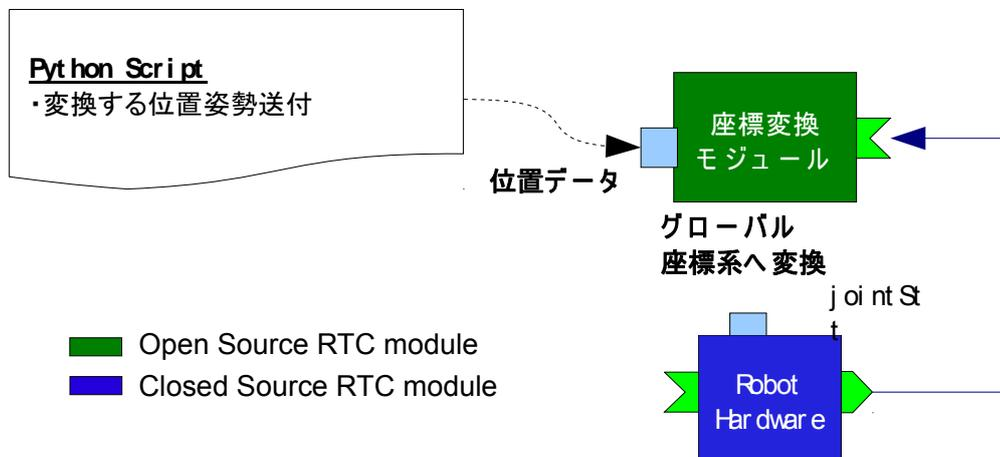 Python Script
・変換する位置姿勢送付
座標変換
モジュール
位置データ
グローバル
座標系へ変換
jointSt
t
Open Source RTC module
Closed Source RTC module
Robot
Hardware